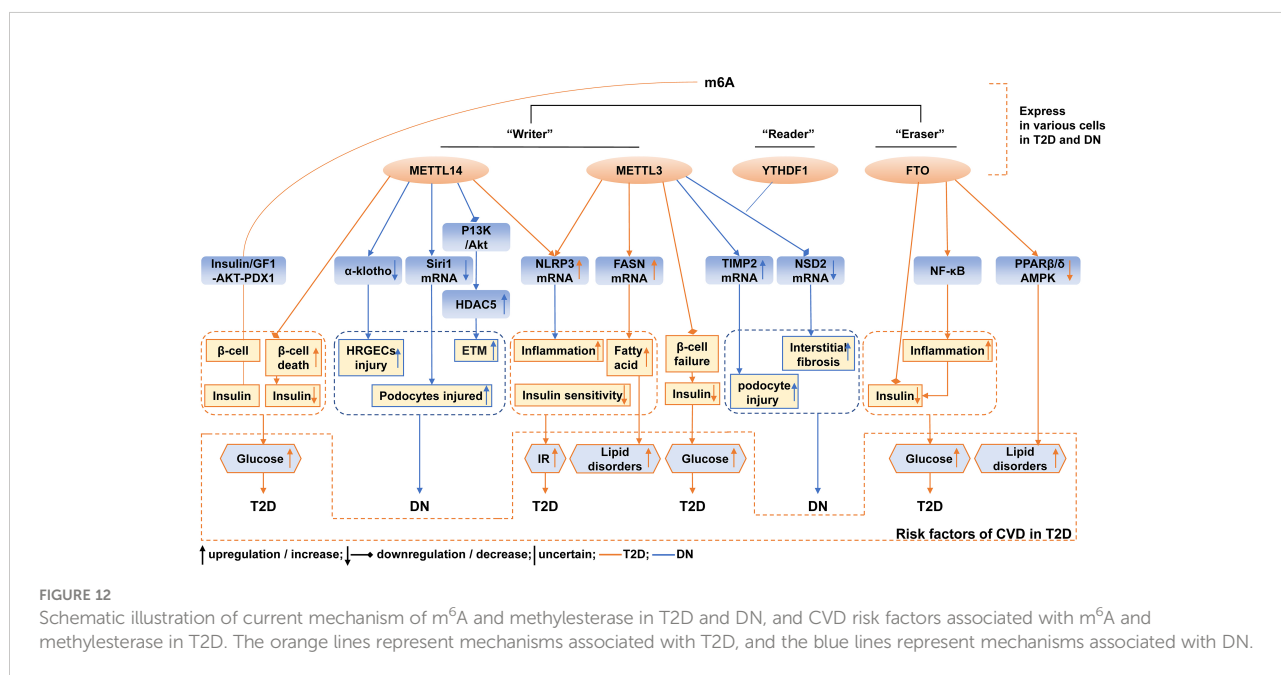 m6A
Express
in various cells
in T2D and DN
“Writer”
“Reader”
“Eraser”
METTL14
METTL3
YTHDF1
FTO
P13K
/Akt
Insulin/GF1
-AKT-PDX1
α-klotho↓
Siri1
mRNA↓
NLRP3
mRNA↑
FASN
mRNA↑
TIMP2
mRNA↑
NSD2
mRNA↓
NF-κB
PPARβ/δ
AMPK↓
HDAC5↑
β-cell
β-cell
death↑
HRGECs
injury↑
ETM↑
Inflammation↑
Fatty
acid↑
β-cell
failure
Interstitial
fibrosis↑
Inflammation↑
Insulin
Insulin↓
Podocytes injured↑
Insulin sensitivity↓
Insulin↓
podocyte
injury↑
Insulin↓
Glucose↑
IR↑
Lipid
disorders↑
Glucose↑
Glucose↑
Lipid
disorders↑
T2D
DN
T2D
T2D
DN
T2D
Risk factors of CVD in T2D
upregulation / increase; downregulation / decrease; uncertain; T2D; DN
FIGURE 12
Schematic illustration of current mechanism of m⁶A and methylesterase in T2D and DN, and CVD risk factors associated with m⁶A and
methylesterase in T2D. The orange lines represent mechanisms associated with T2D, and the blue lines represent mechanisms associated with DN.